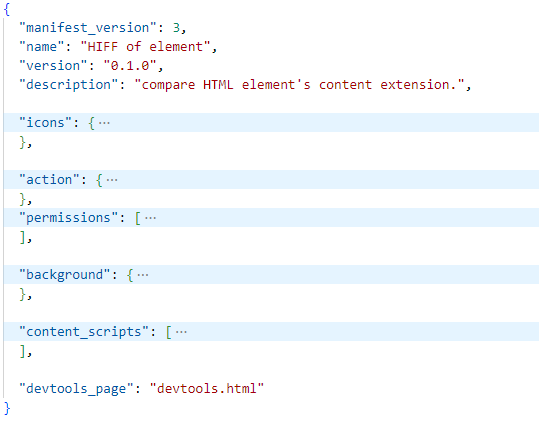 {
"manifest_version": 3,
"name": "HIFF of element",
"version": "0.1.0",
"description": "compare HTML element's content extension.",
"icons": { ···
},
"action": { ···
},
"permissions": [ ···
],
"background": { ···
},
"content_scripts": [ ···
],
"devtools_page": "devtools.html"
}